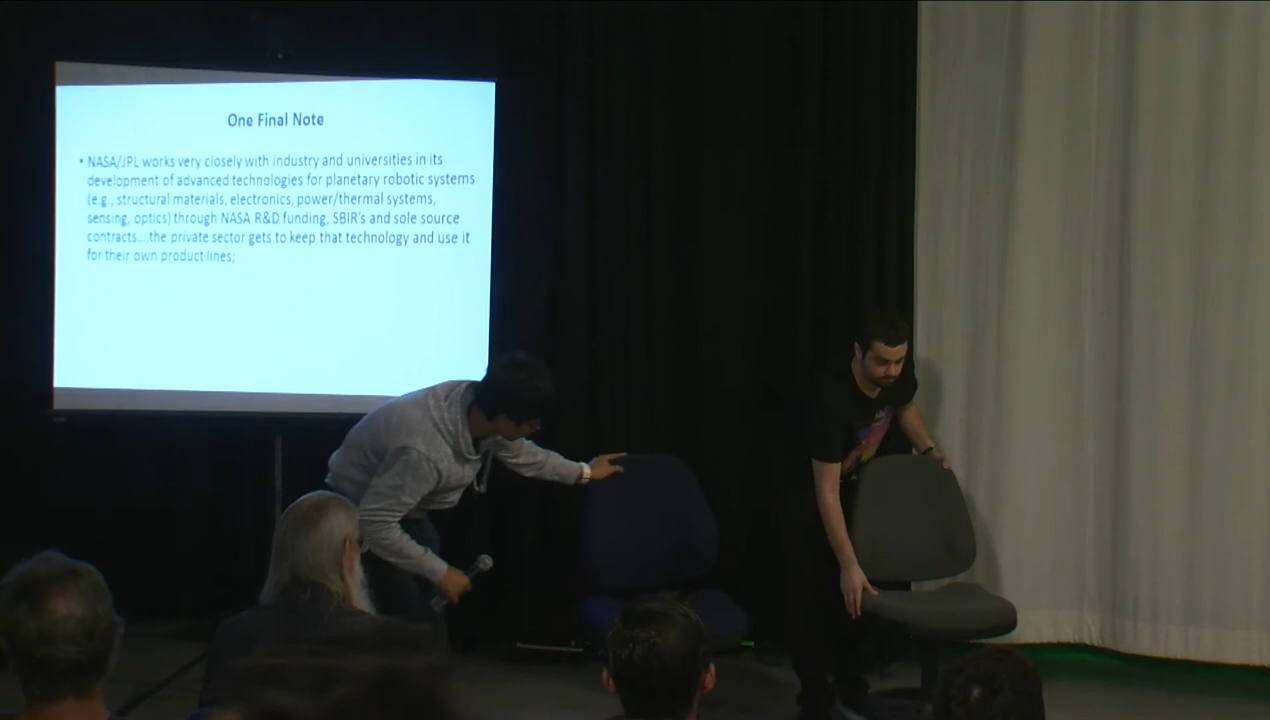 One Final Note
• NASA/JPL works very closely with industry and universities in its
development of advanced technologies for planetary robotic systems
(e.g., structural materials, electronics, power/thermal systems,
sensing, optics) through NASA R&D funding, SBIR's and sole source
contracts....the private sector gets to keep that technology and use it
for their own product lines;